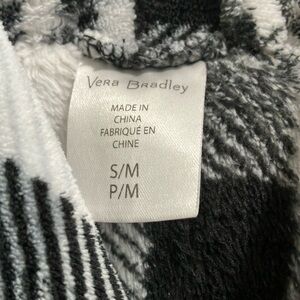 Vera Bradley
MADE IN
CHINA
FABRIQUÉ EN
CHINE
S/M
P/M